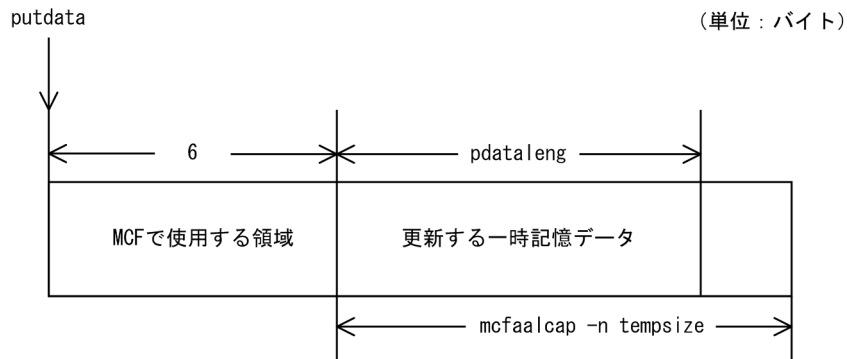 putdata
(単位:バイト)
6
pdataleng
MCFで使用する領域
更新する一時記憶データ
mcfaalcap -n tempsize